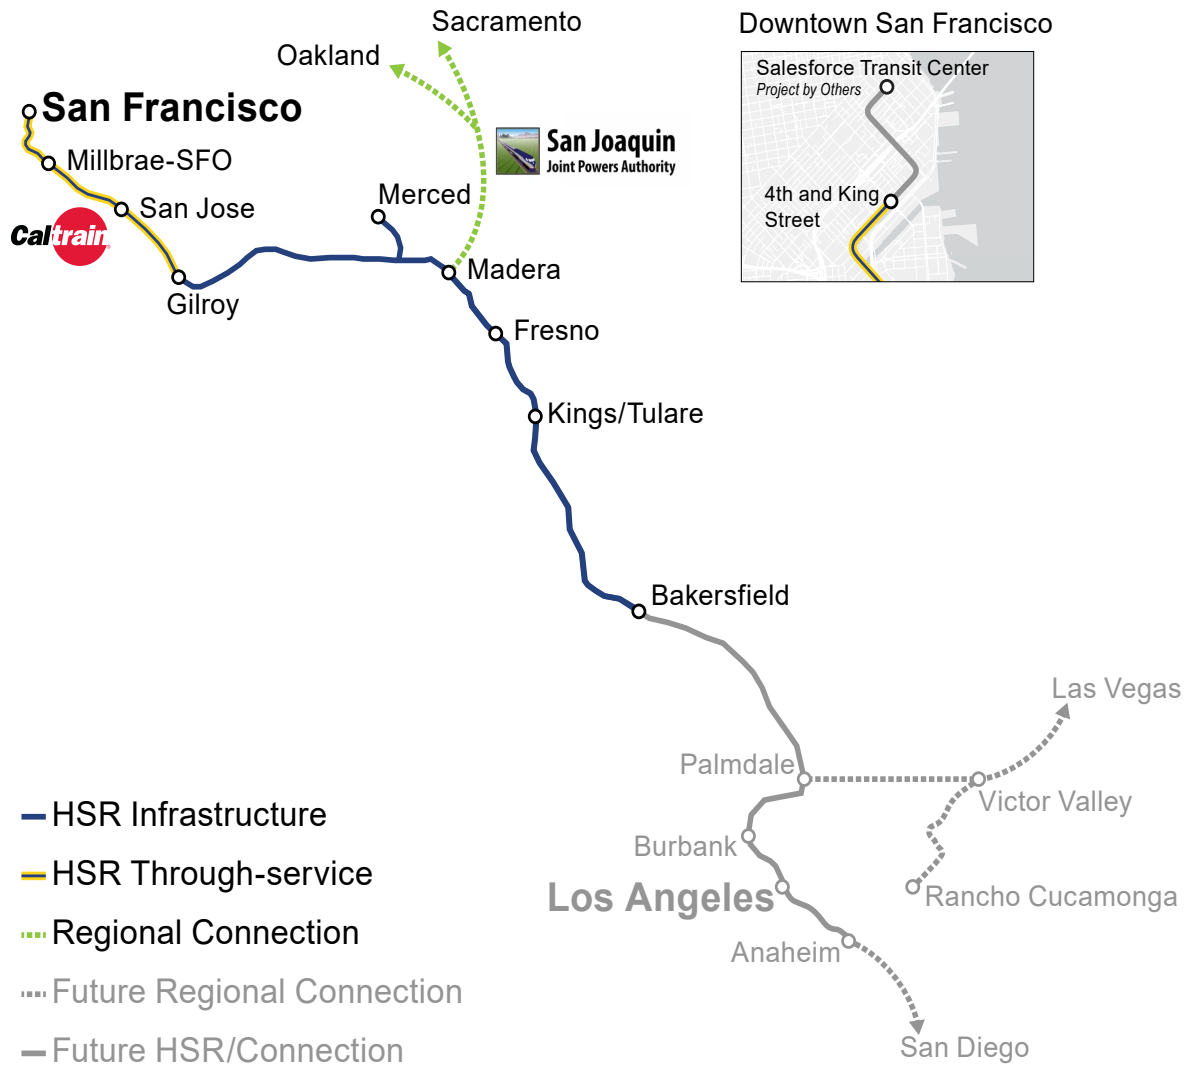 Sacramento
Oakland
Downtown San Francisco
Salesforce Transit Center
Project by Others
4th and King
Street
San Francisco
Millbrae-SFO
San Jose
Caltrain
Gilroy
San Joaquin
Joint Powers Authority
Merced
Madera
Fresno
Kings/Tulare
Bakersfield
Las Vegas
Palmdale
Victor Valley
Burbank
Rancho Cucamonga
Los Angeles
Anaheim
San Diego
HSR Infrastructure
HSR Through-service
Regional Connection
Future Regional Connection
Future HSR/Connection